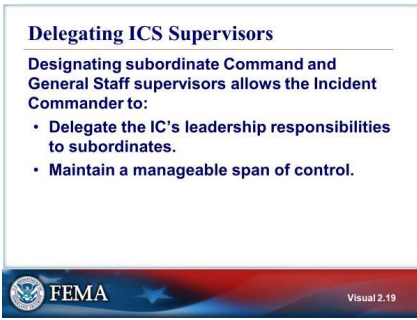 Delegating ICS Supervisors
Designating subordinate Command and
General Staff supervisors allows the Incident
Commander to:
• Delegate the IC's leadership responsibilities
to subordinates.
• Maintain a manageable span of control.
FEMA
Visual 2.19